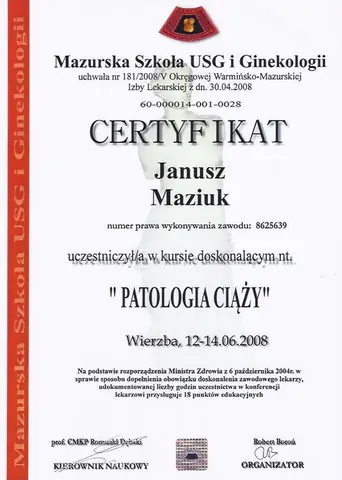 Mazurska Szkoła USG i Ginekologii
Mazurska Szkoła USG i Ginekologii
uchwała nr 181/2008/V Okręgowej Warmińsko-Mazurskiej
Izby Lekarskiej z dn. 30.04.2008
60-000014-001-0028
CERTYFIKAT
Janusz
Maziuk
numer prawa wykonywania zawodu: 8625639
uczestniczył/a w kursie doskonalącym nt.
" PATOLOGIA CIĄŻY"
Wierzba, 12-14.06.2008
Na podstawie rozporządzenia Ministra Zdrowia z 6 października 2004r. w
sprawie sposobu dopełnienia obowiązku doskonalenia zawodowego lekarzy,
udokumentowanej liczby godzin uczestnictwa w konferencji
lekarzowi przysługuje 18 punktów edukacyjnych
prof. CMKP Romuald Dębski
KIEROWNIK NAUKOWY
Robert Boroń
ORGANIZATOR